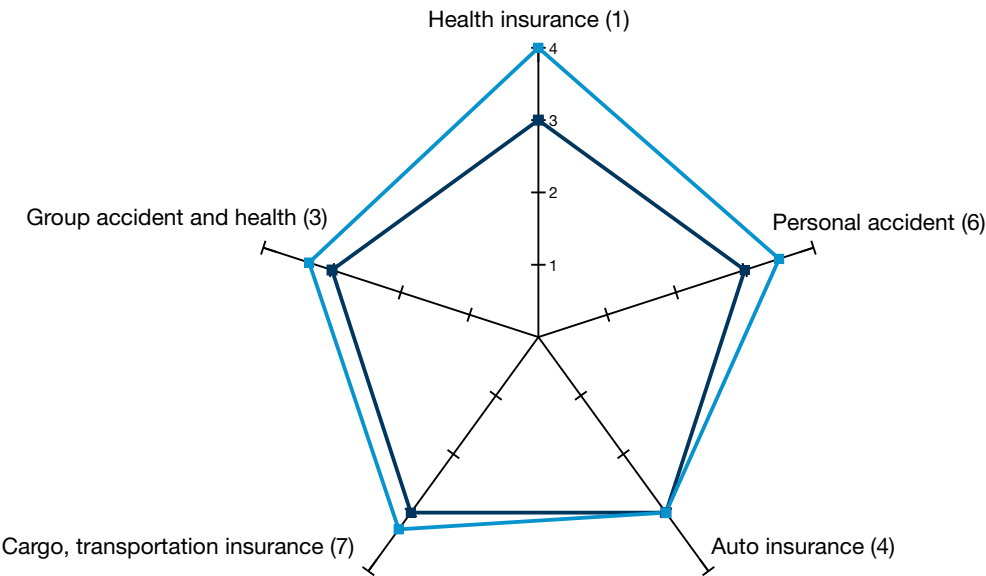 Health insurance (1)
4
3
2
1
Group accident and health (3)
Personal accident (6)
Cargo, transportation insurance (7)
Auto insurance (4)